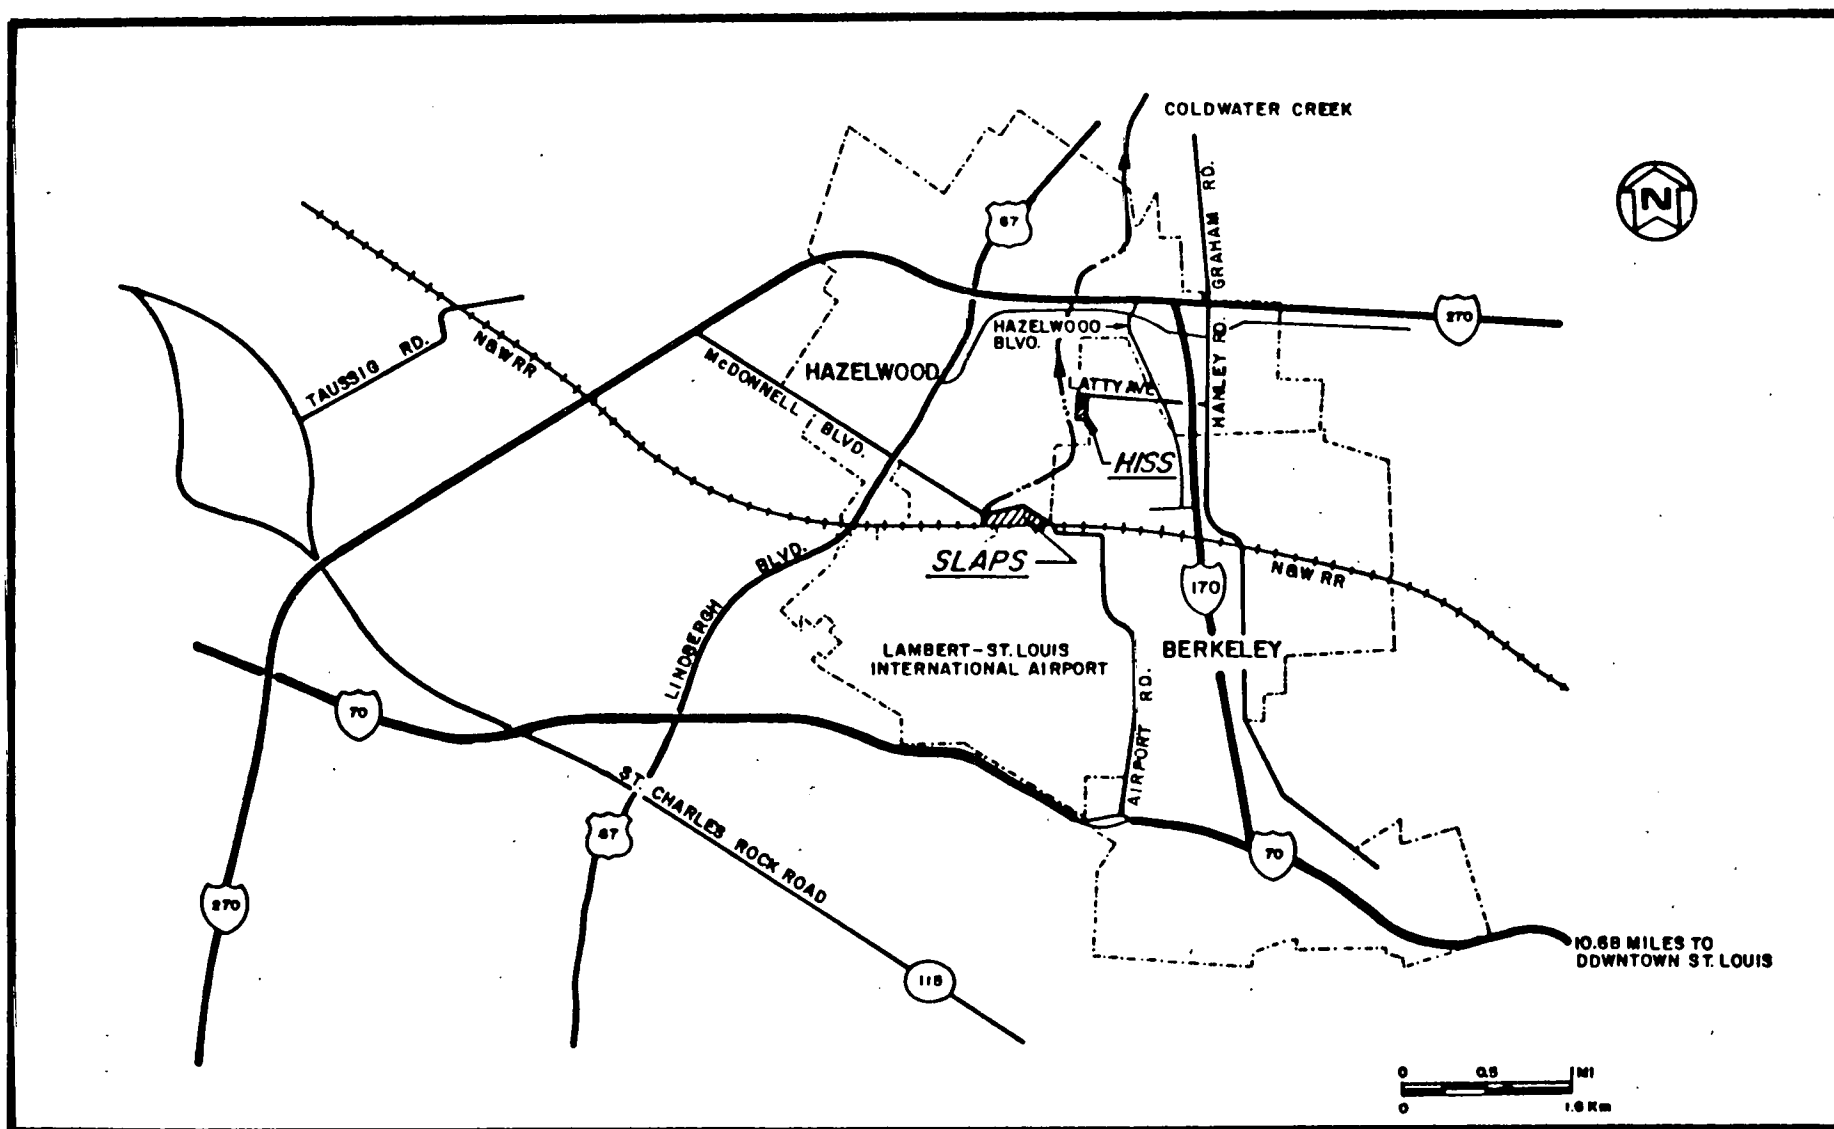 COLDWATER CREEK
GRAHAM RD.
N
67
270
HAZELWOOD
BLVD.
HANLEY RD.
TAUSSIG RD.
N&W RR
McDONNELL BLVD.
HAZELWOOD
LATTY AVE
HISS
SLAPS
LINDBERGH BLVD.
170
N&W RR
BERKELEY
LAMBERT-ST. LOUIS
INTERNATIONAL AIRPORT
AIRPORT RD.
70
ST. CHARLES ROCK ROAD
67
70
270
115
10.68 MILES TO
DOWNTOWN ST. LOUIS
0 0.5 1 MI
0 1.6 Km